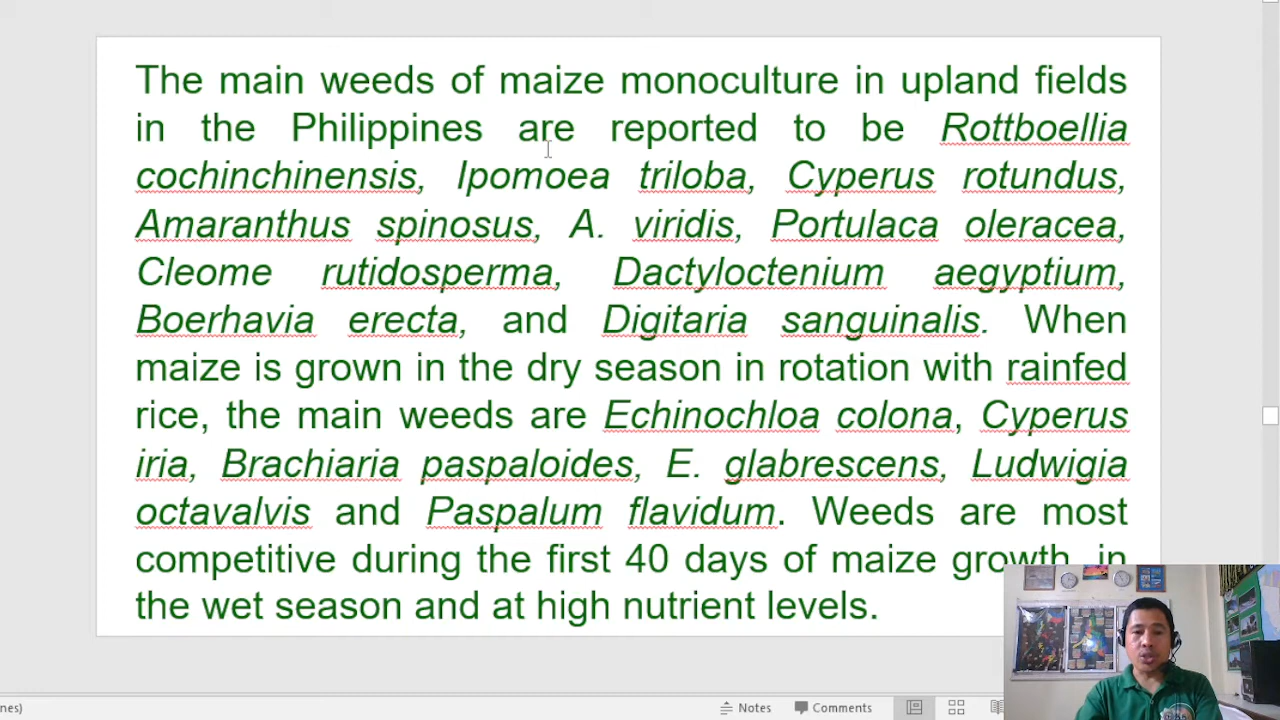 The main weeds of maize monoculture in upland fields
in the Philippines are reported to be Rottboellia
cochinchinensis, Ipomoea triloba, Cyperus rotundus,
Amaranthus spinosus, A. viridis, Portulaca oleracea,
Cleome rutidosperma, Dactyloctenium aegyptium,
Boerhavia erecta, and Digitaria sanguinalis. When
maize is grown in the dry season in rotation with rainfed
rice, the main weeds are Echinochloa colona, Cyperus
iria, Brachiaria paspaloides, E. glabrescens, Ludwigia
octavalvis and Paspalum flavidum. Weeds are most
competitive during the first 40 days of maize growth, in
the wet season and at high nutrient levels.
nes) Notes Comments